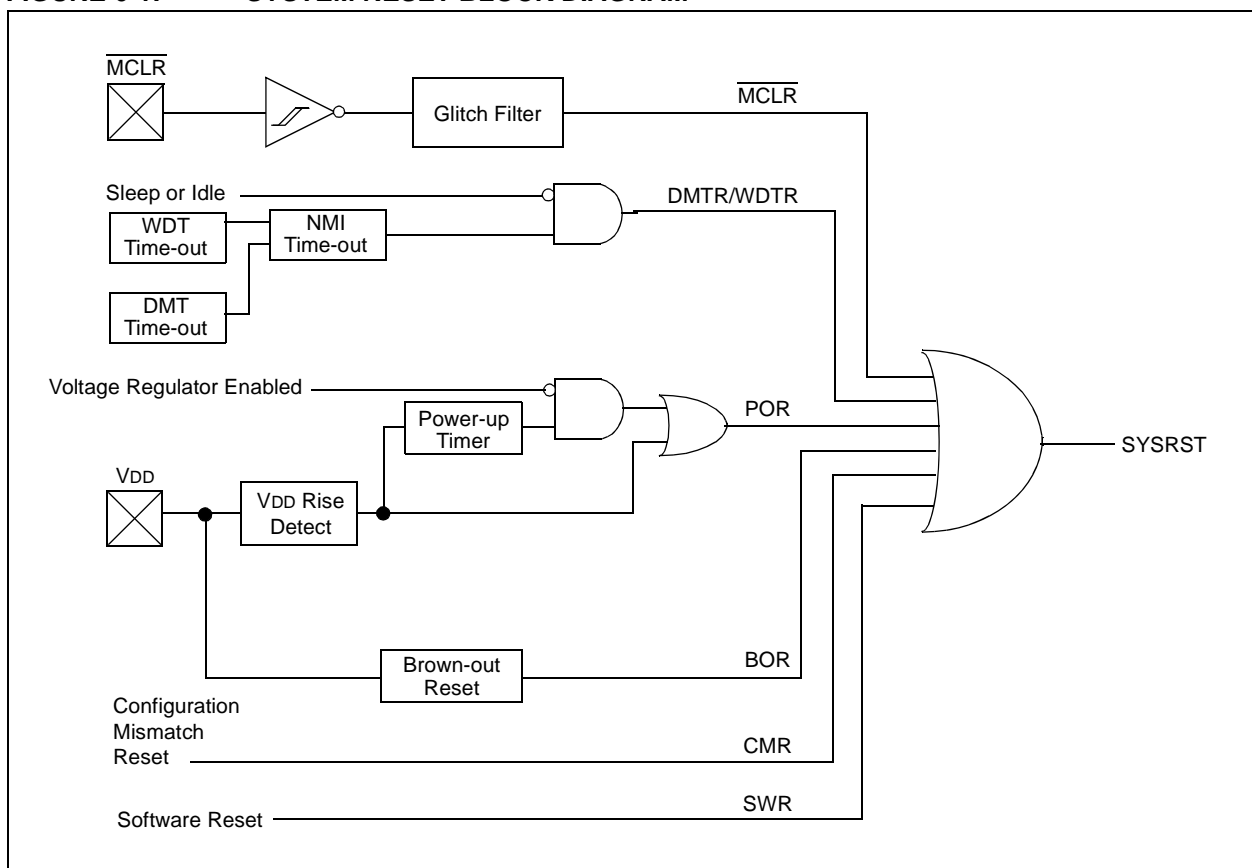 MCLR
Glitch Filter
MCLR
Sleep or Idle
WDT
Time-out
NMI
Time-out
DMTR/WDTR
DMT
Time-out
Voltage Regulator Enabled
Power-up
Timer
POR
SYSRST
VDD
VDD Rise
Detect
Brown-out
Reset
BOR
Configuration
Mismatch
Reset
CMR
SWR
Software Reset